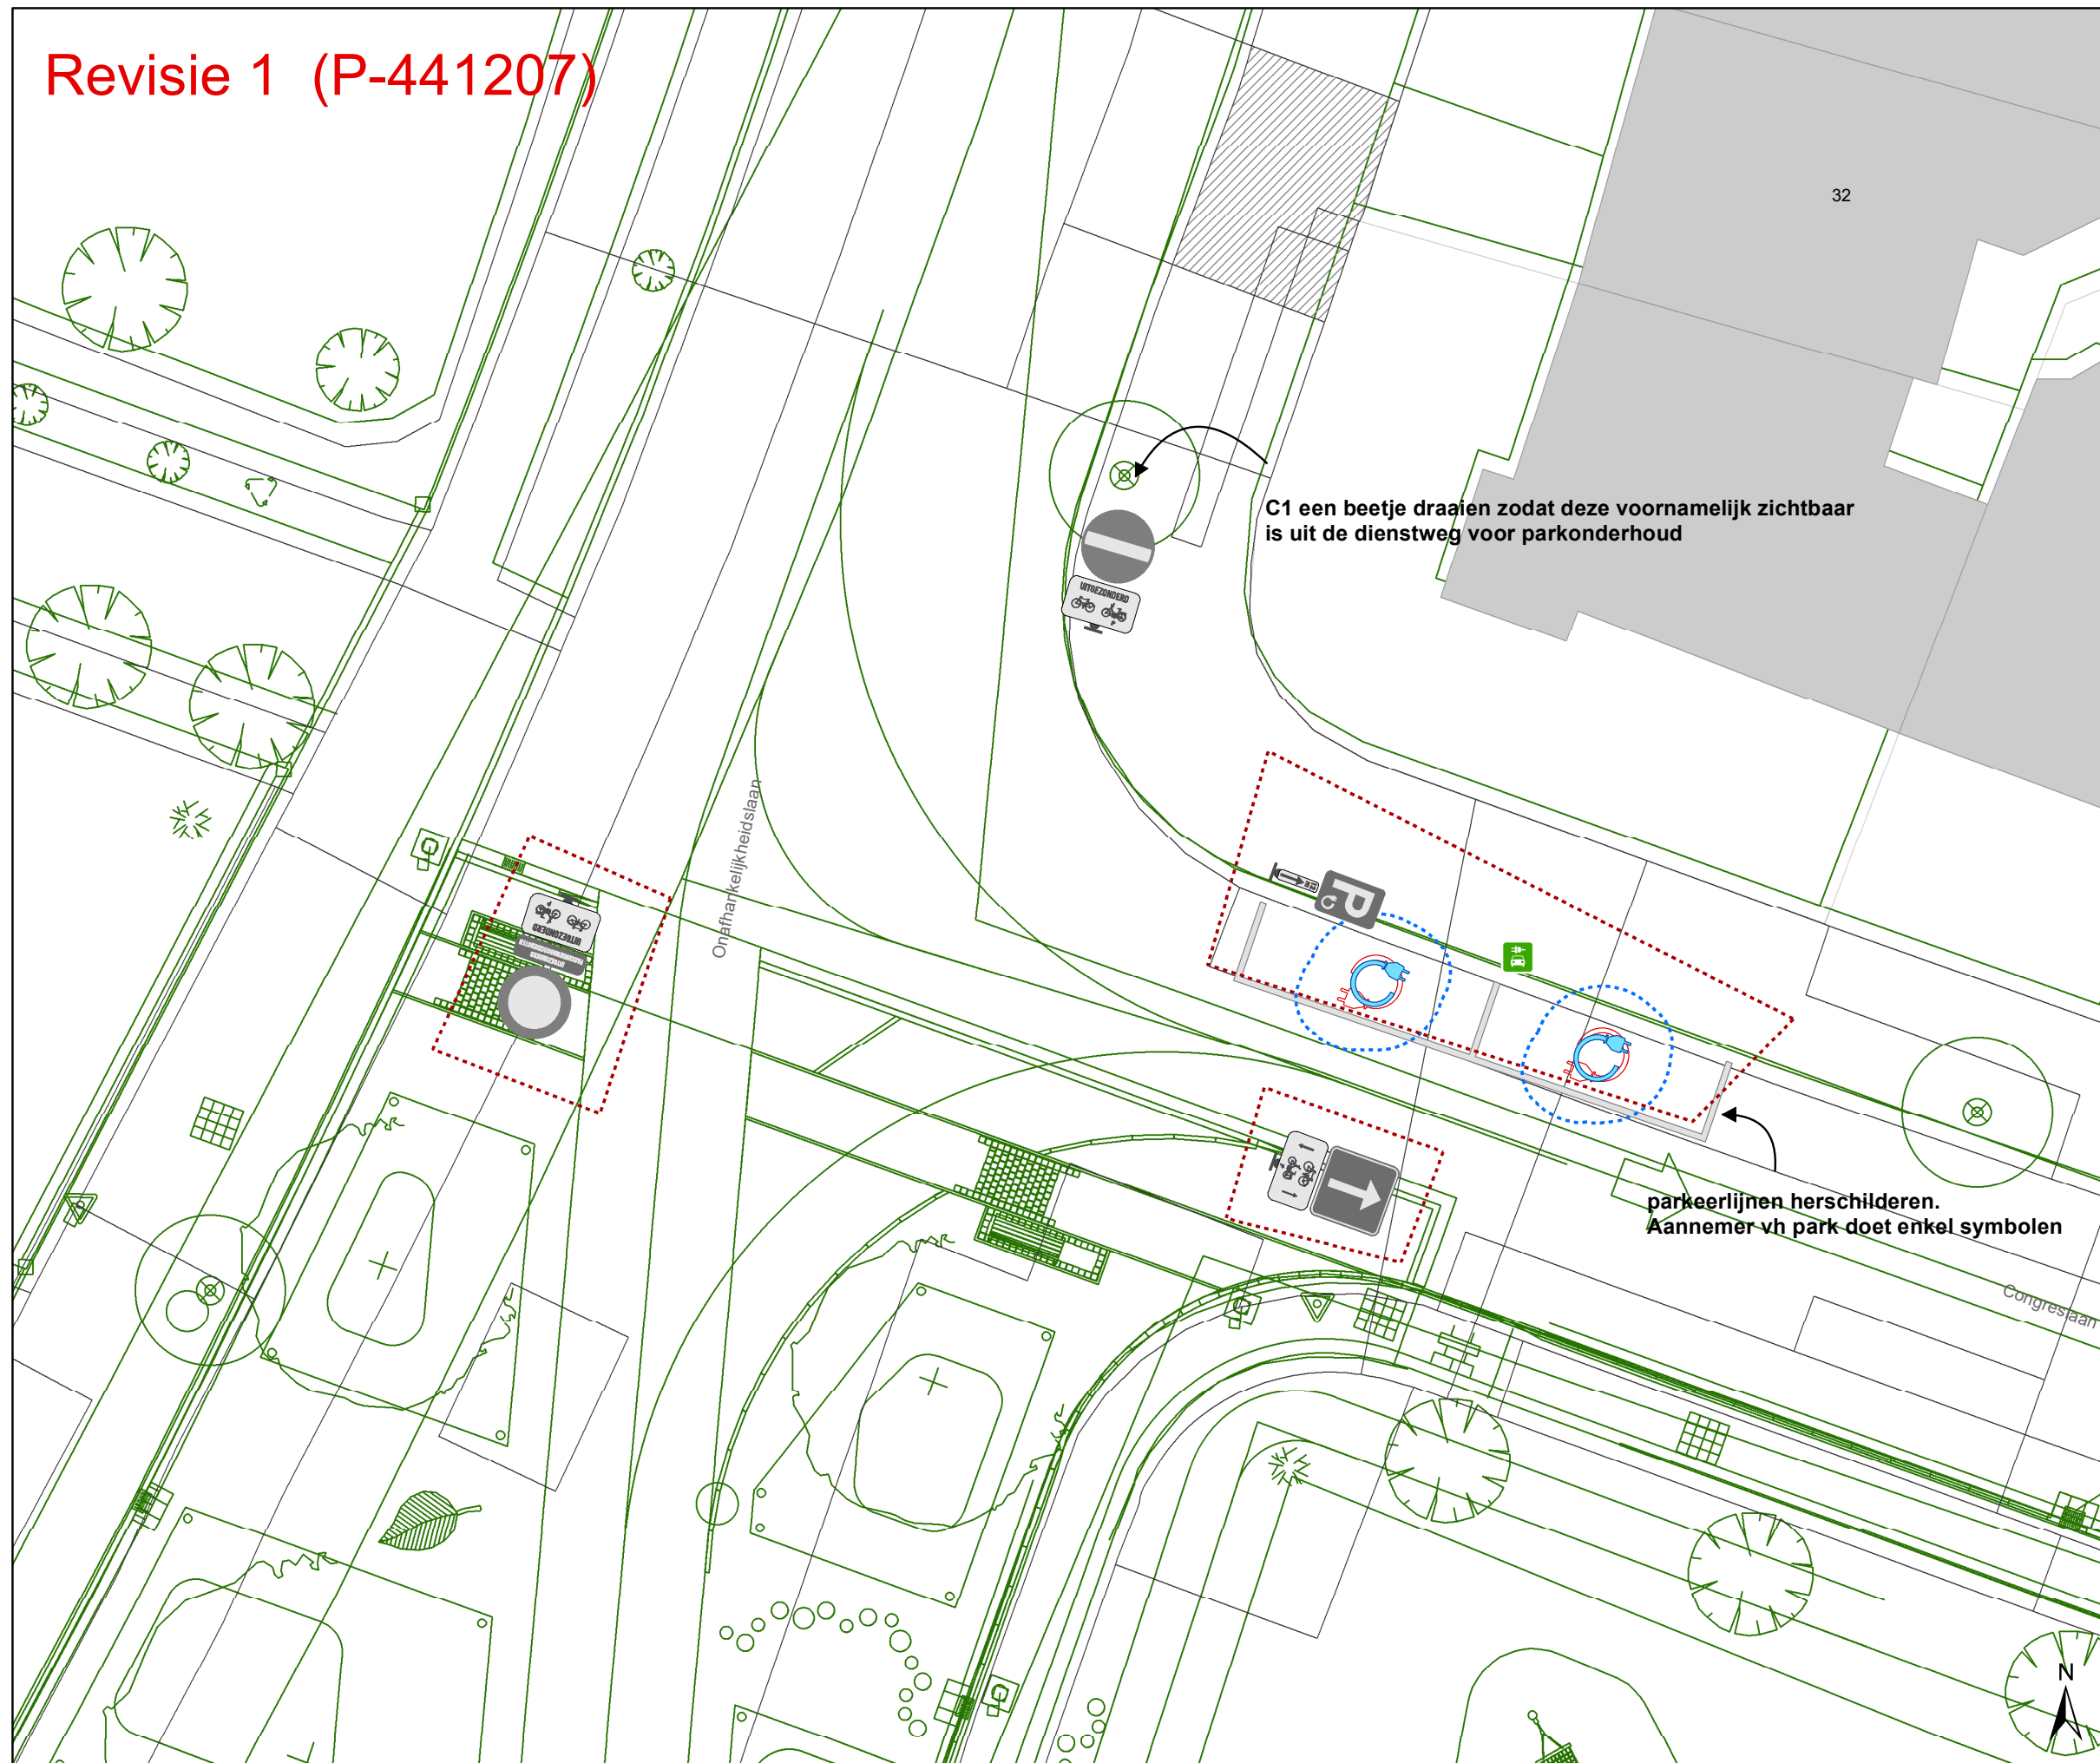 Revisie 1 (P-441207)
32
C1 een beetje draaien zodat deze voornamelijk zichtbaar
is uit de dienstweg voor parkonderhoud
UITGEZONDERD
P
Onafhankelijkheidslaan
UITGEZONDERD
P
parkeerlijnen herschilderen.
Aannemer vh park doet enkel symbolen
Congreslaan
N